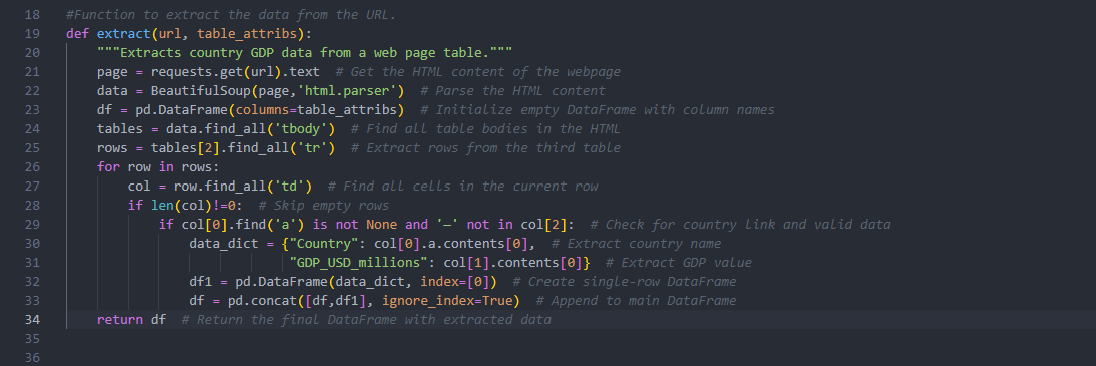 18 #Function to extract the data from the URL.
19 def extract(url, table_attribs):
20     """Extracts country GDP data from a web page table."""
21     page = requests.get(url).text  # Get the HTML content of the webpage
22     data = BeautifulSoup(page,'html.parser')  # Parse the HTML content
23     df = pd.DataFrame(columns=table_attribs)  # Initialize empty DataFrame with column names
24     tables = data.find_all('tbody')  # Find all table bodies in the HTML
25     rows = tables[2].find_all('tr')  # Extract rows from the third table
26     for row in rows:
27         col = row.find_all('td')  # Find all cells in the current row
28         if len(col)!=0:  # Skip empty rows
29             if col[0].find('a') is not None and '—' not in col[2]:  # Check for country link and valid data
30                 data_dict = {"Country": col[0].a.contents[0],  # Extract country name
31                              "GDP_USD_millions": col[1].contents[0]}  # Extract GDP value
32                 df1 = pd.DataFrame(data_dict, index=[0])  # Create single-row DataFrame
33                 df = pd.concat([df,df1], ignore_index=True)  # Append to main DataFrame
34     return df  # Return the final DataFrame with extracted data
35
36